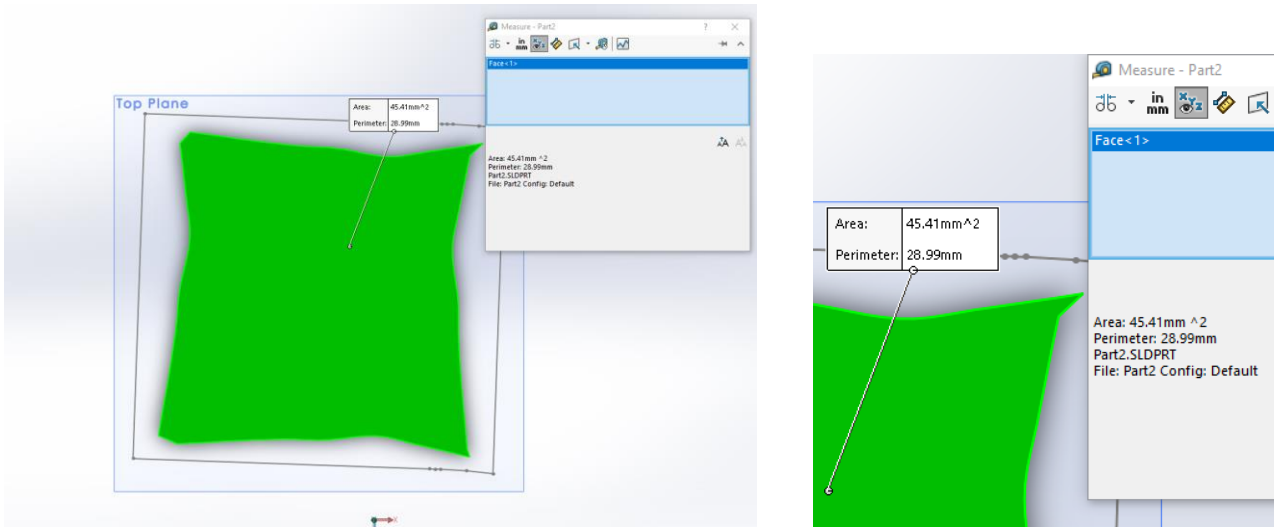 Measure - Part2
?
in
mm
Face<1>
Top Plane
Area: 45.41mm^2
Perimeter: 28.99mm
Area: 45.41mm ^2
Perimeter: 28.99mm
Part2.SLDPRT
File: Part2 Config: Default
X
Measure - Part2
in
mm
XYZ
Face<1>
Area: 45.41mm^2
Perimeter: 28.99mm
Area: 45.41mm ^2
Perimeter: 28.99mm
Part2.SLDPRT
File: Part2 Config: Default